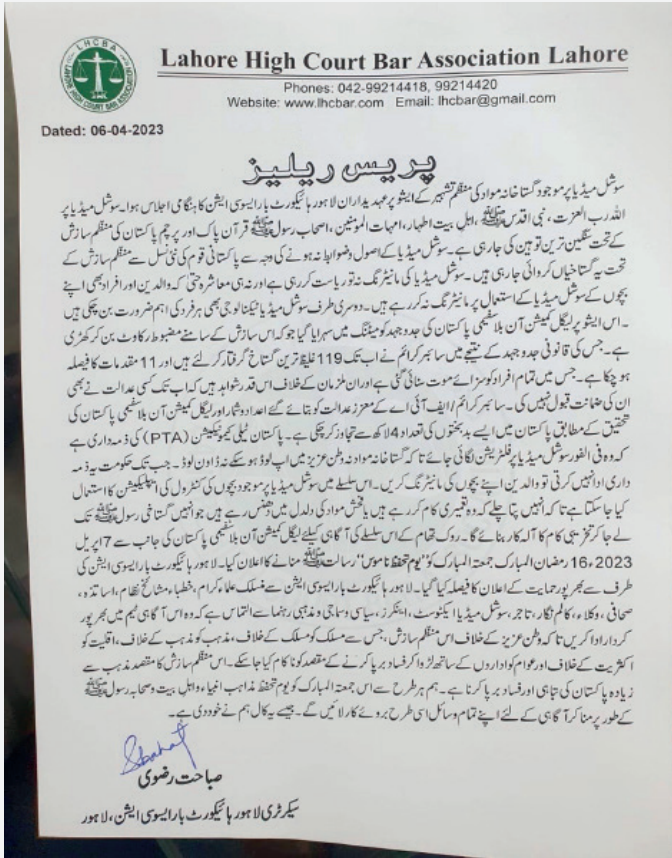 LHCBA
LAHORE HIGH COURT BAR ASSOCIATION
Lahore High Court Bar Association Lahore
Phones: 042-99214418, 99214420
Website: www.lhcbar.com Email: lhcbar@gmail.com
Dated: 06-04-2023
پریس ریلیز
سوشل میڈیا پر موجود گستاخانہ مواد کی منظم تشہیر کے ایشو پر عہدیداران لاہور ہائیکورٹ بار ایسوسی ایشن کا ہنگامی اجلاس ہوا۔ سوشل میڈیا پر
اللہ رب العزت، نبی اقدس ﷺ، اہل بیت اطہار، امہات المومنین، اصحاب رسول ﷺ قرآن پاک اور پرچم پاکستان کی منظم سازش
کے تحت سنگین ترین توہین کی جارہی ہے۔ سوشل میڈیا کے اصول و ضوابط نہ ہونے کی وجہ سے پاکستانی قوم کی نئی نسل سے منظم سازش کے
تحت یہ گستاخیاں کروائی جارہی ہیں۔ سوشل میڈیا کی مانیٹرنگ نہ تو ریاست کر رہی ہے اور نہ ہی معاشرہ حتیٰ کہ والدین اور افراد بھی اپنے
بچوں کے سوشل میڈیا کے استعمال پر مانیٹرنگ نہ کر رہے ہیں۔ دوسری طرف سوشل میڈیا ٹیکنالوجی بھی ہر فرد کی اہم ضرورت بن چکی ہیں
۔ اس ایشو پر لیگل کمیشن آن بلاسفیمی پاکستان کی جدوجہد کو میٹنگ میں سراہا گیا جو کہ اس سازش کے سامنے مضبوط رکاوٹ بن کر کھڑی
ہے۔ جس کی قانونی جدوجہد کے نتیجے میں سائبر کرائم نے اب تک 119 غلیظ ترین گستاخ گرفتار کر لئے ہیں اور 11 مقدمات کا فیصلہ
ہو چکا ہے۔ جس میں تمام افراد کو سزائے موت سنائی گئی ہے اور ان ملزمان کے خلاف اس قدر شواہد ہیں کہ اب تک کسی عدالت نے بھی
ان کی ضمانت قبول نہیں کی۔ سائبر کرائم/ایف آئی اے کے معزز عدالت کو بتائے گئے اعداد و شمار اور لیگل کمیشن آن بلاسفیمی پاکستان کی
تحقیق کے مطابق پاکستان میں ایسے بدبختوں کی تعداد 4 لاکھ سے تجاوز کر چکی ہے۔ پاکستان ٹیلی کمیونیکیشن (PTA) کی ذمہ داری ہے
کہ وہ فی الفور سوشل میڈیا پر فلٹریشن لگائی جائے تاکہ گستاخانہ مواد نہ وطن عزیز میں اپ لوڈ ہو سکے نہ ڈاون لوڈ۔ جب تک حکومت یہ ذمہ
داری ادا نہیں کرتی تو والدین اپنے بچوں کی مانیٹرنگ کریں۔ اس سلسلے میں سوشل میڈیا پر موجود بچوں کی کنٹرول کی اپلیکیشن کا استعمال
کیا جاسکتا ہے تاکہ انہیں پتا چلے کہ وہ تعمیری کام کر رہے ہیں یا فحش مواد کی دلدل میں دھنس رہے ہیں جو انہیں گستاخی رسول ﷺ تک
لے جا کر تخریبی کام کا آلہ کار بنائے گا۔ روک تھام کے اس سلسلے کی آگاہی کیلئے لیگل کمیشن آن بلاسفیمی پاکستان کی جانب سے 7 اپریل
2023ء 16 رمضان المبارک جمعتہ المبارک کو "یوم تحفظ ناموس" رسالت ﷺ منانے کا اعلان کیا۔ لاہور ہائیکورٹ بار ایسوسی ایشن کی
طرف سے بھرپور حمایت کے اعلان کا فیصلہ کیا گیا۔ لاہور ہائیکورٹ بار ایسوسی ایشن سے منسلک علماء کرام، خطباء، مشائخ نظام، اساتذہ،
صحافی، وکلاء، کالم نگار، تاجر، سوشل میڈیا ایکٹوسٹ، اینکرز، سیاسی و سماجی و مذہبی رہنما سے التماس ہے کہ وہ اس آگاہی ٹیم میں بھرپور
کردار ادا کریں تاکہ وطن عزیز کے خلاف اس منظم سازش، جس سے مسلک کو مسلک کے خلاف، مذہب کو مذہب کے خلاف، اقلیت کو
اکثریت کے خلاف اور عوام کو اداروں کے ساتھ لڑوا کر فساد برپا کرنے کے مقصد کو ناکام کیا جاسکے۔ اس منظم سازش کا مقصد مذہب سے
زیادہ پاکستان کی تباہی اور فساد برپا کرنا ہے۔ ہم ہر طرح سے اس جمعتہ المبارک کو یوم تحفظ مذاہب انبیاء و اہل بیت و صحابہ رسول ﷺ
کے طور پر منا کر آگاہی کے لئے اپنے تمام وسائل اسی طرح بروئے کار لائیں گے۔ جیسے یہ کال ہم نے خود دی ہے۔
Sbahat
صباحت رضوی
سیکرٹری لاہور ہائیکورٹ بار ایسوسی ایشن، لاہور